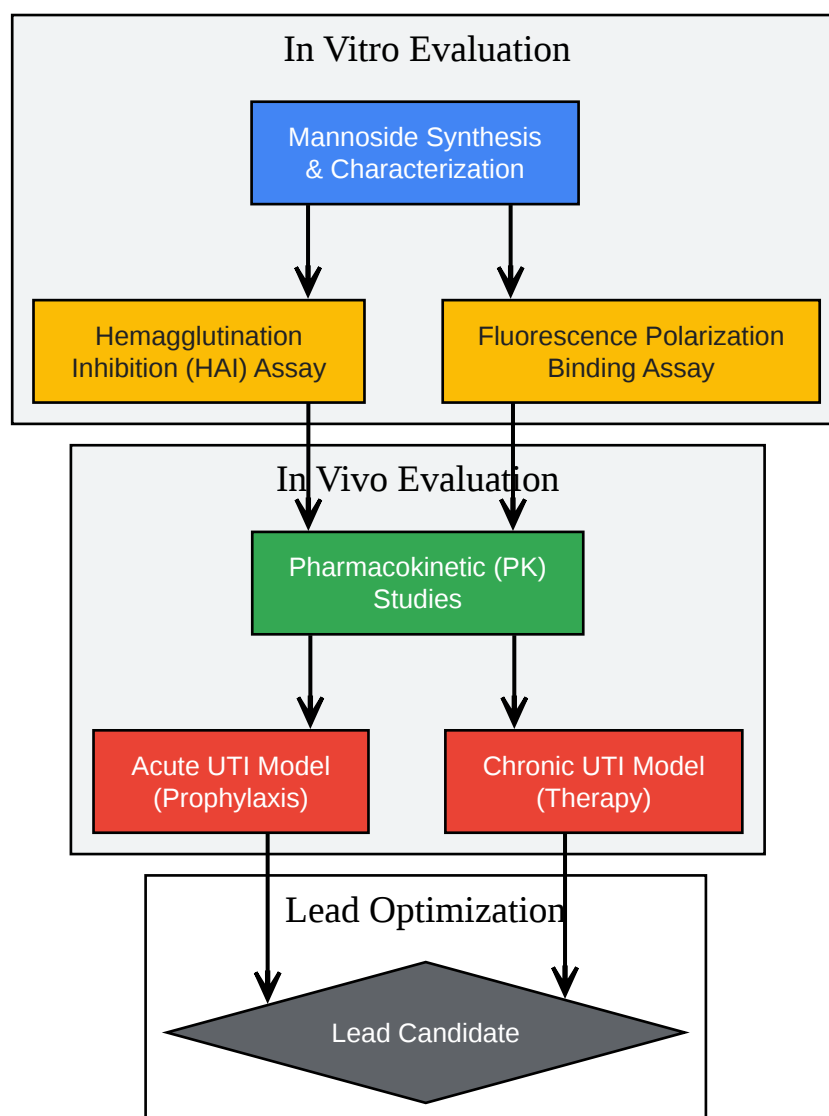 In Vitro Evaluation
Mannoside Synthesis
& Characterization
Hemagglutination
Inhibition (HAI) Assay
Fluorescence Polarization
Binding Assay
In Vivo Evaluation
Pharmacokinetic (PK)
Studies
Acute UTI Model
(Prophylaxis)
Chronic UTI Model
(Therapy)
Lead Optimization
Lead Candidate